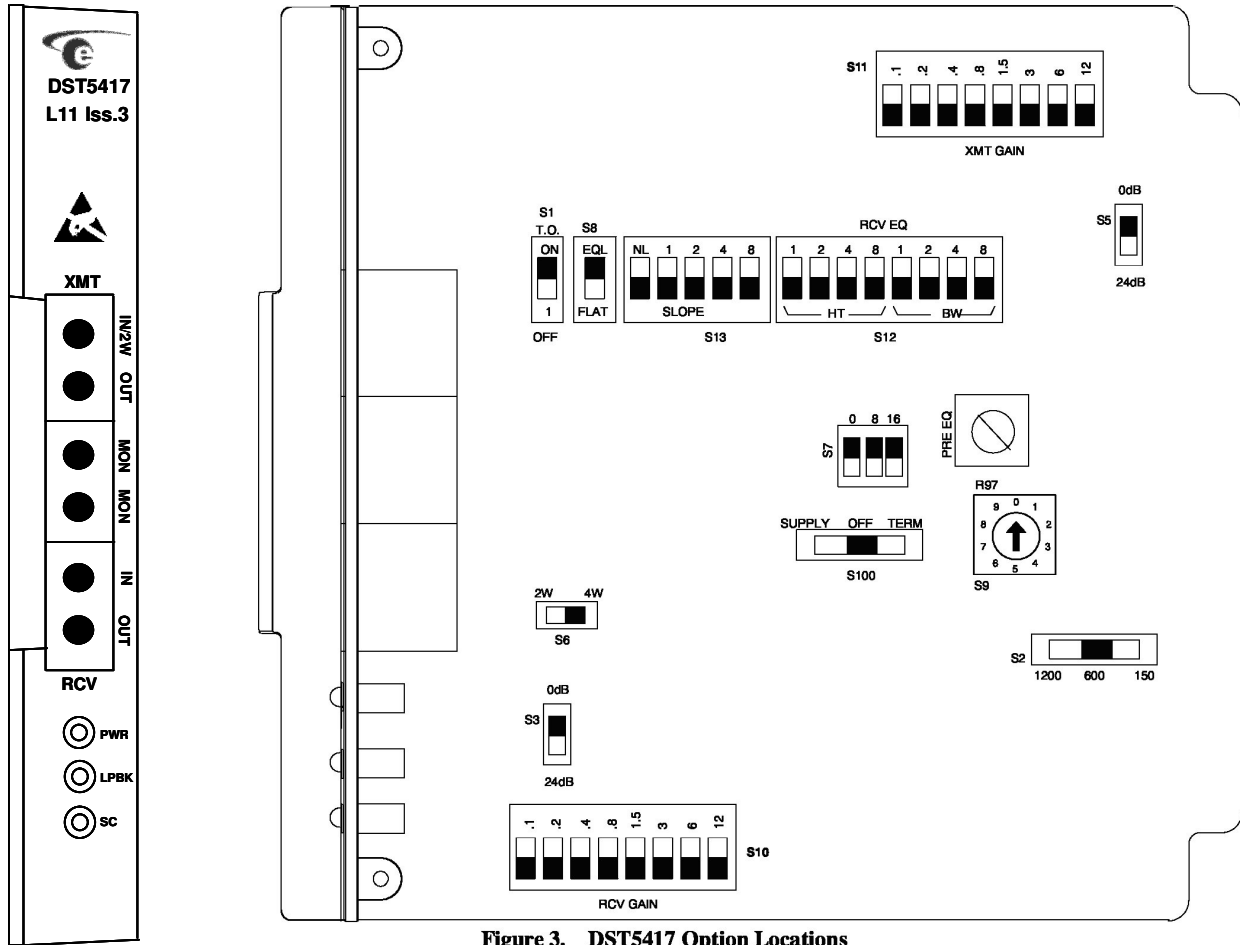 e
DST5417
L11 Iss.3
XMT
IN/2W
OUT
MON
MON
IN
OUT
RCV
PWR
LPBK
SC
S11
.1 .2 .4 .8 1.5 3 6 12
XMT GAIN
0dB
S5
24dB
S1
T.O.
ON
1
OFF
S8
EQL
FLAT
NL 1 2 4 8
SLOPE
S13
RCV EQ
1 2 4 8 1 2 4 8
HT BW
S12
0 8 16
S7
PRE EQ
R97
0 1 2 3 4 5 6 7 8 9
S9
SUPPLY OFF TERM
S100
2W 4W
S6
S2
1200 600 150
0dB
S3
24dB
.1 .2 .4 .8 1.5 3 6 12
S10
RCV GAIN
Figure 3. DST5417 Option Locations